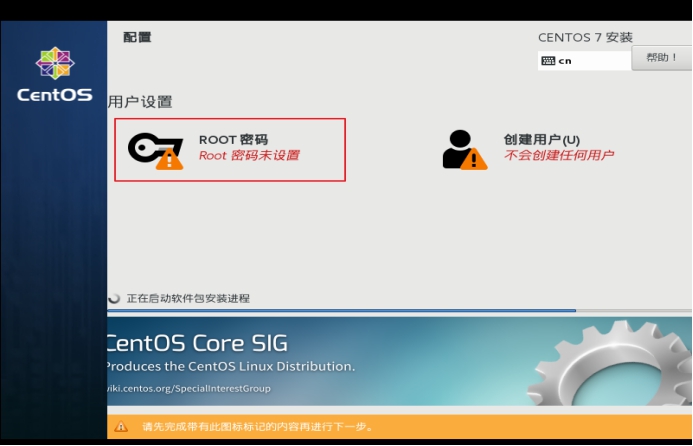 配置
CENTOS 7 安装
cn
帮助！
CentOS
用户设置
ROOT 密码
Root 密码未设置
创建用户(U)
不会创建任何用户
正在启动软件包安装进程
CentOS Core SIG
Produces the CentOS Linux Distribution.
wiki.centos.org/SpecialInterestGroup
请先完成带有此图标标记的内容再进行下一步。